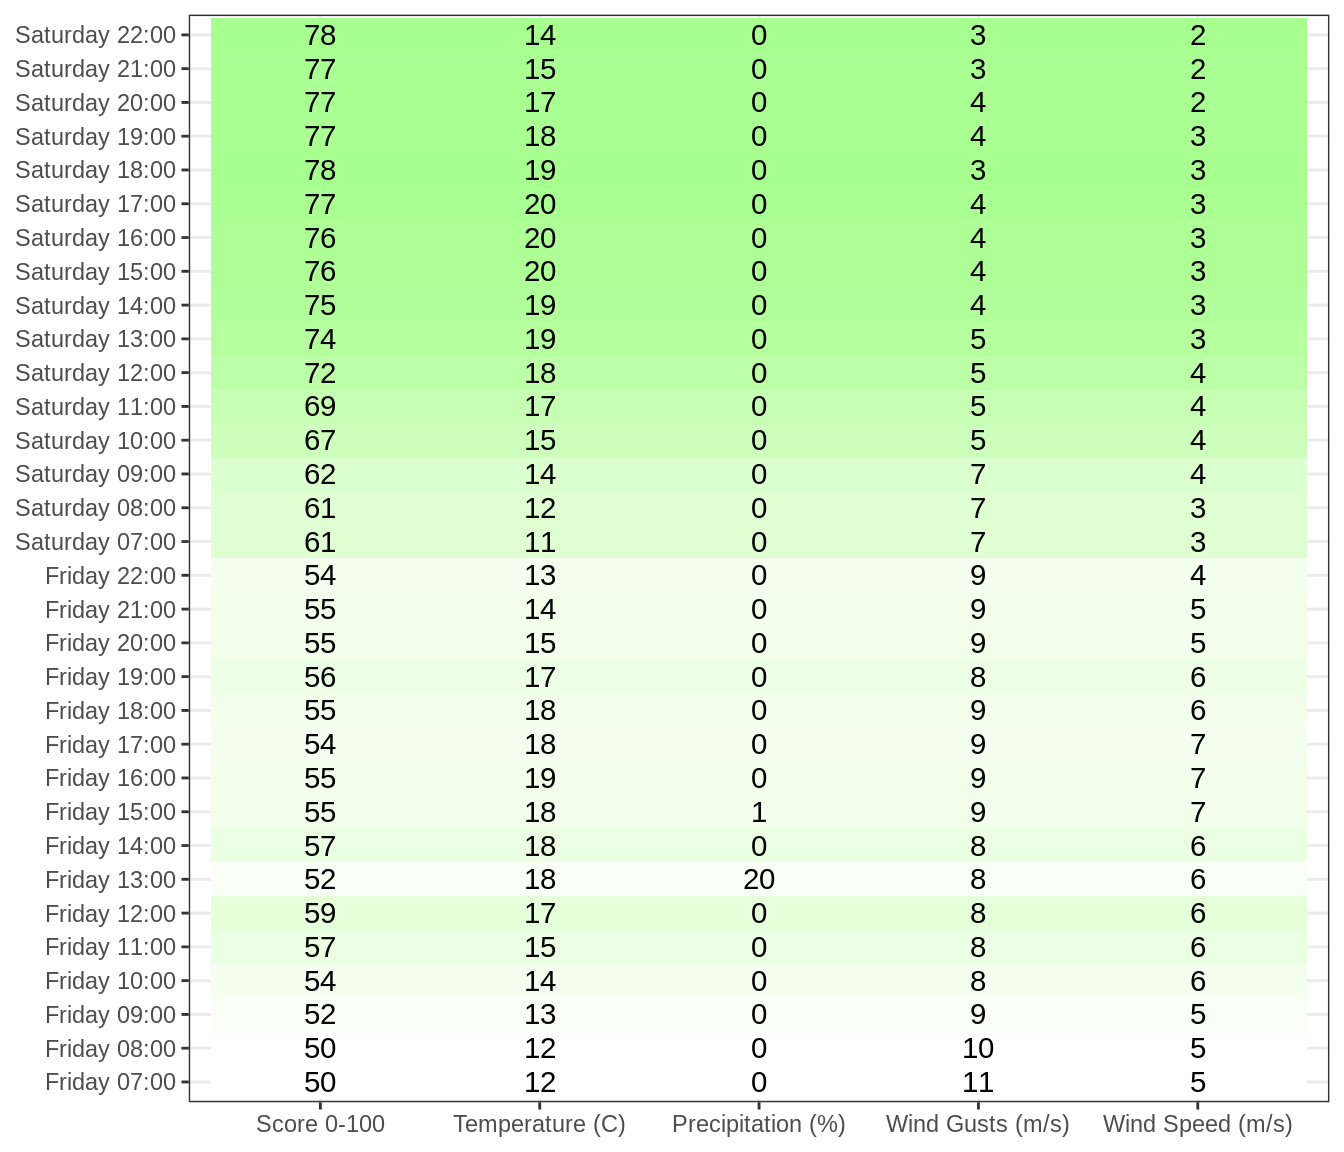 Saturday 22:00 78 14 0 3 2
Saturday 21:00 77 15 0 3 2
Saturday 20:00 77 17 0 4 2
Saturday 19:00 77 18 0 4 3
Saturday 18:00 78 19 0 3 3
Saturday 17:00 77 20 0 4 3
Saturday 16:00 76 20 0 4 3
Saturday 15:00 76 20 0 4 3
Saturday 14:00 75 19 0 4 3
Saturday 13:00 74 19 0 5 3
Saturday 12:00 72 18 0 5 4
Saturday 11:00 69 17 0 5 4
Saturday 10:00 67 15 0 5 4
Saturday 09:00 62 14 0 7 4
Saturday 08:00 61 12 0 7 3
Saturday 07:00 61 11 0 7 3
Friday 22:00 54 13 0 9 4
Friday 21:00 55 14 0 9 5
Friday 20:00 55 15 0 9 5
Friday 19:00 56 17 0 8 6
Friday 18:00 55 18 0 9 6
Friday 17:00 54 18 0 9 7
Friday 16:00 55 19 0 9 7
Friday 15:00 55 18 1 9 7
Friday 14:00 57 18 0 8 6
Friday 13:00 52 18 20 8 6
Friday 12:00 59 17 0 8 6
Friday 11:00 57 15 0 8 6
Friday 10:00 54 14 0 8 6
Friday 09:00 52 13 0 9 5
Friday 08:00 50 12 0 10 5
Friday 07:00 50 12 0 11 5
Score 0-100 Temperature (C) Precipitation (%) Wind Gusts (m/s) Wind Speed (m/s)